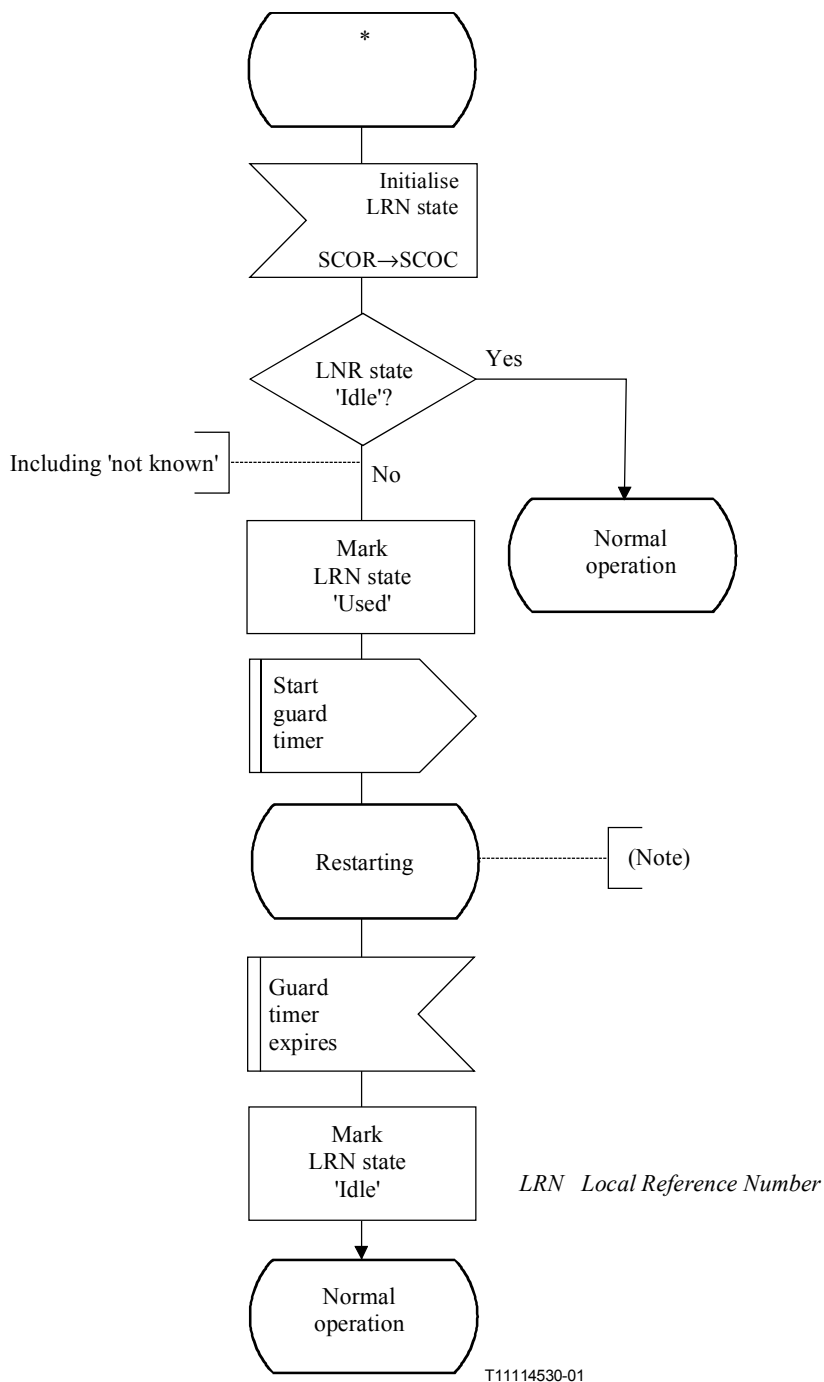 *
Initialise
LRN state
SCOR→SCOC
LNR state
'Idle'?
Yes
Including 'not known'
No
Normal
operation
Mark
LRN state
'Used'
Start
guard
timer
Restarting
(Note)
Guard
timer
expires
Mark
LRN state
'Idle'
LRN Local Reference Number
Normal
operation
T11114530-01